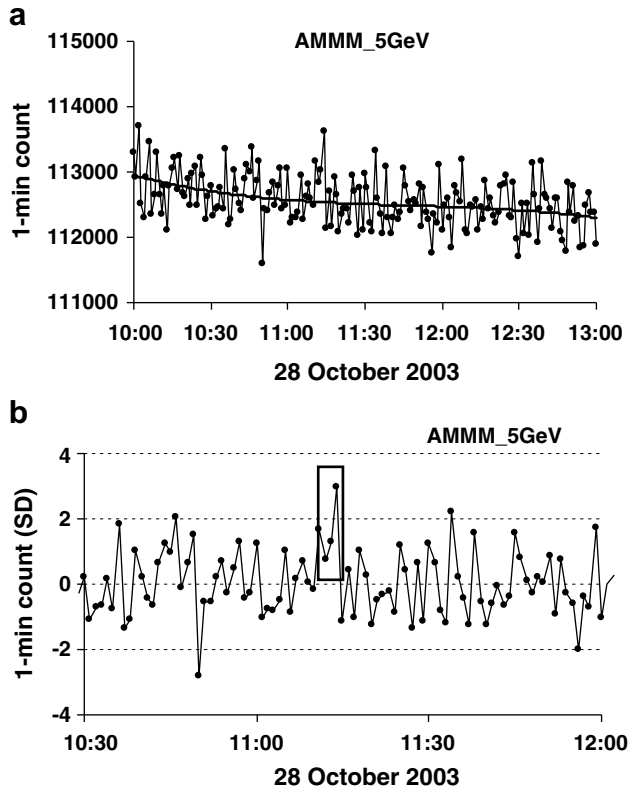 a
AMMM_5GeV
115000
114000
113000
112000
111000
1-min count
10:00 10:30 11:00 11:30 12:00 12:30 13:00
28 October 2003
b
AMMM_5GeV
4
2
0
-2
-4
1-min count (SD)
10:30 11:00 11:30 12:00
28 October 2003